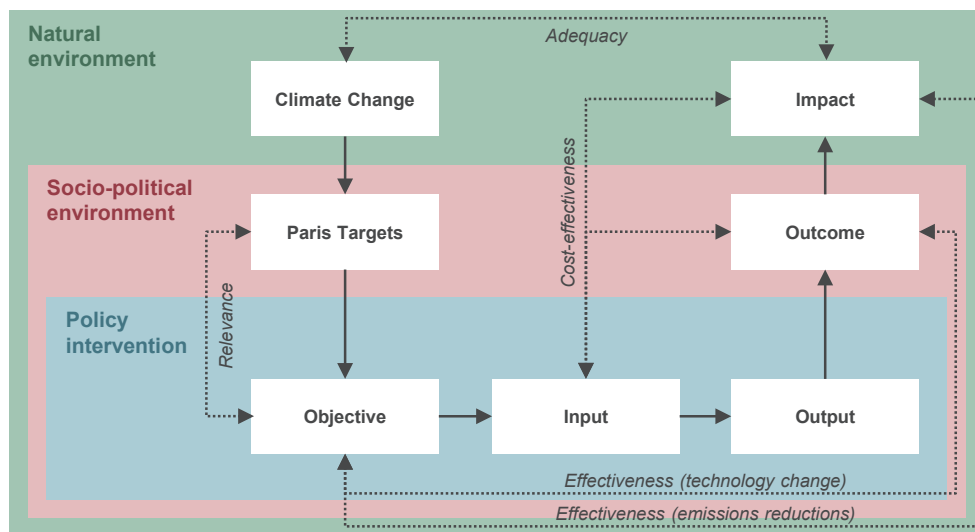 Natural
environment
Adequacy
Climate Change
Impact
Socio-political
environment
Paris Targets
Cost-effectiveness
Outcome
Relevance
Policy
intervention
Objective
Input
Output
Effectiveness (technology change)
Effectiveness (emissions reductions)